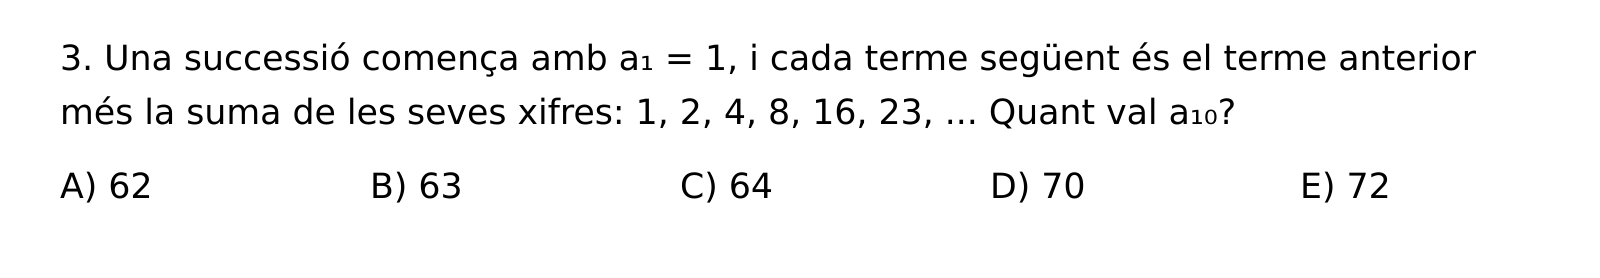 3. Una successió comença amb a₁ = 1, i cada terme següent és el terme anterior
més la suma de les seves xifres: 1, 2, 4, 8, 16, 23, ... Quant val a₁₀?
A) 62 B) 63 C) 64 D) 70 E) 72